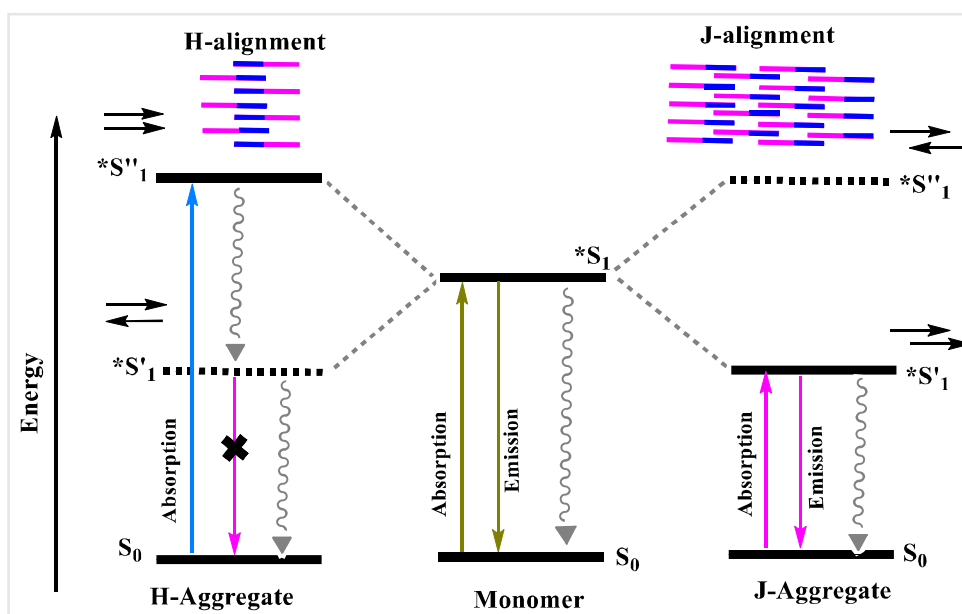 H-alignment
J-alignment
*S''1
*S''1
*S1
*S'1
*S'1
Energy
Absorption
Absorption
Emission
Absorption
Emission
S0
S0
S0
H-Aggregate
Monomer
J-Aggregate